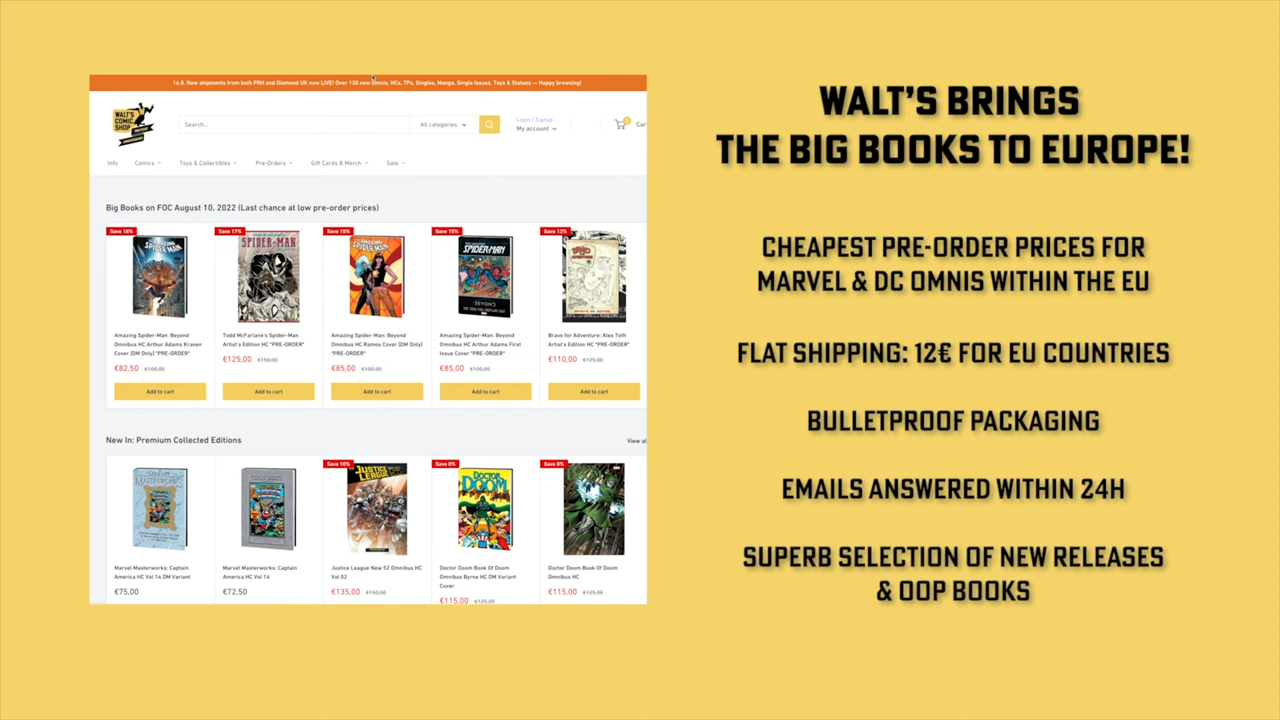 16.8. New shipments from both PRH and Diamond UK now LIVE! Over 130 new Omnis, HCs, TPs, Singles, Manga, Single Issues, Toys & Statues — Happy browsing!
WALT'S
COMIC
SHOP
Search...
All categories
Login / Signup
My account
Car
Info
Comics
Toys & Collectibles
Pre-Orders
Gift Cards & Merch
Sale
Big Books on FOC August 10, 2022 (Last chance at low pre-order prices)
Save 18%
Save 17%
Save 15%
Save 15%
Save 12%
Amazing Spider-Man: Beyond
Omnibus HC Arthur Adams Kraven
Cover [DM Only] *PRE-ORDER*
€82,50 €100,00
Add to cart
Todd McFarlane's Spider-Man
Artist's Edition HC *PRE-ORDER*
€125,00 €150,00
Add to cart
Amazing Spider-Man: Beyond
Omnibus HC Ramos Cover [DM Only]
*PRE-ORDER*
€85,00 €100,00
Add to cart
Amazing Spider-Man: Beyond
Omnibus HC Arthur Adams First
Issue Cover *PRE-ORDER*
€85,00 €100,00
Add to cart
Bravo for Adventure: Alex Toth
Artist's Edition HC *PRE-ORDER*
€110,00 €125,00
Add to cart
New In: Premium Collected Editions
View al
Save 10%
Save 8%
Save 8%
Marvel Masterworks: Captain
America HC Vol 14 DM Variant
€75,00
Marvel Masterworks: Captain
America HC Vol 14
€72,50
JUSTICE
LEAGUE
Justice League New 52 Omnibus HC
Vol 02
€135,00 €150,00
DOCTOR
DOOM
Doctor Doom Book Of Doom
Omnibus Byrne HC DM Variant
Cover
€115,00 €125,00
Doctor Doom Book Of Doom
Omnibus HC
€115,00 €125,00
WALT'S BRINGS
THE BIG BOOKS TO EUROPE!
CHEAPEST PRE-ORDER PRICES FOR
MARVEL & DC OMNIS WITHIN THE EU
FLAT SHIPPING: 12€ FOR EU COUNTRIES
BULLETPROOF PACKAGING
EMAILS ANSWERED WITHIN 24H
SUPERB SELECTION OF NEW RELEASES
& OOP BOOKS